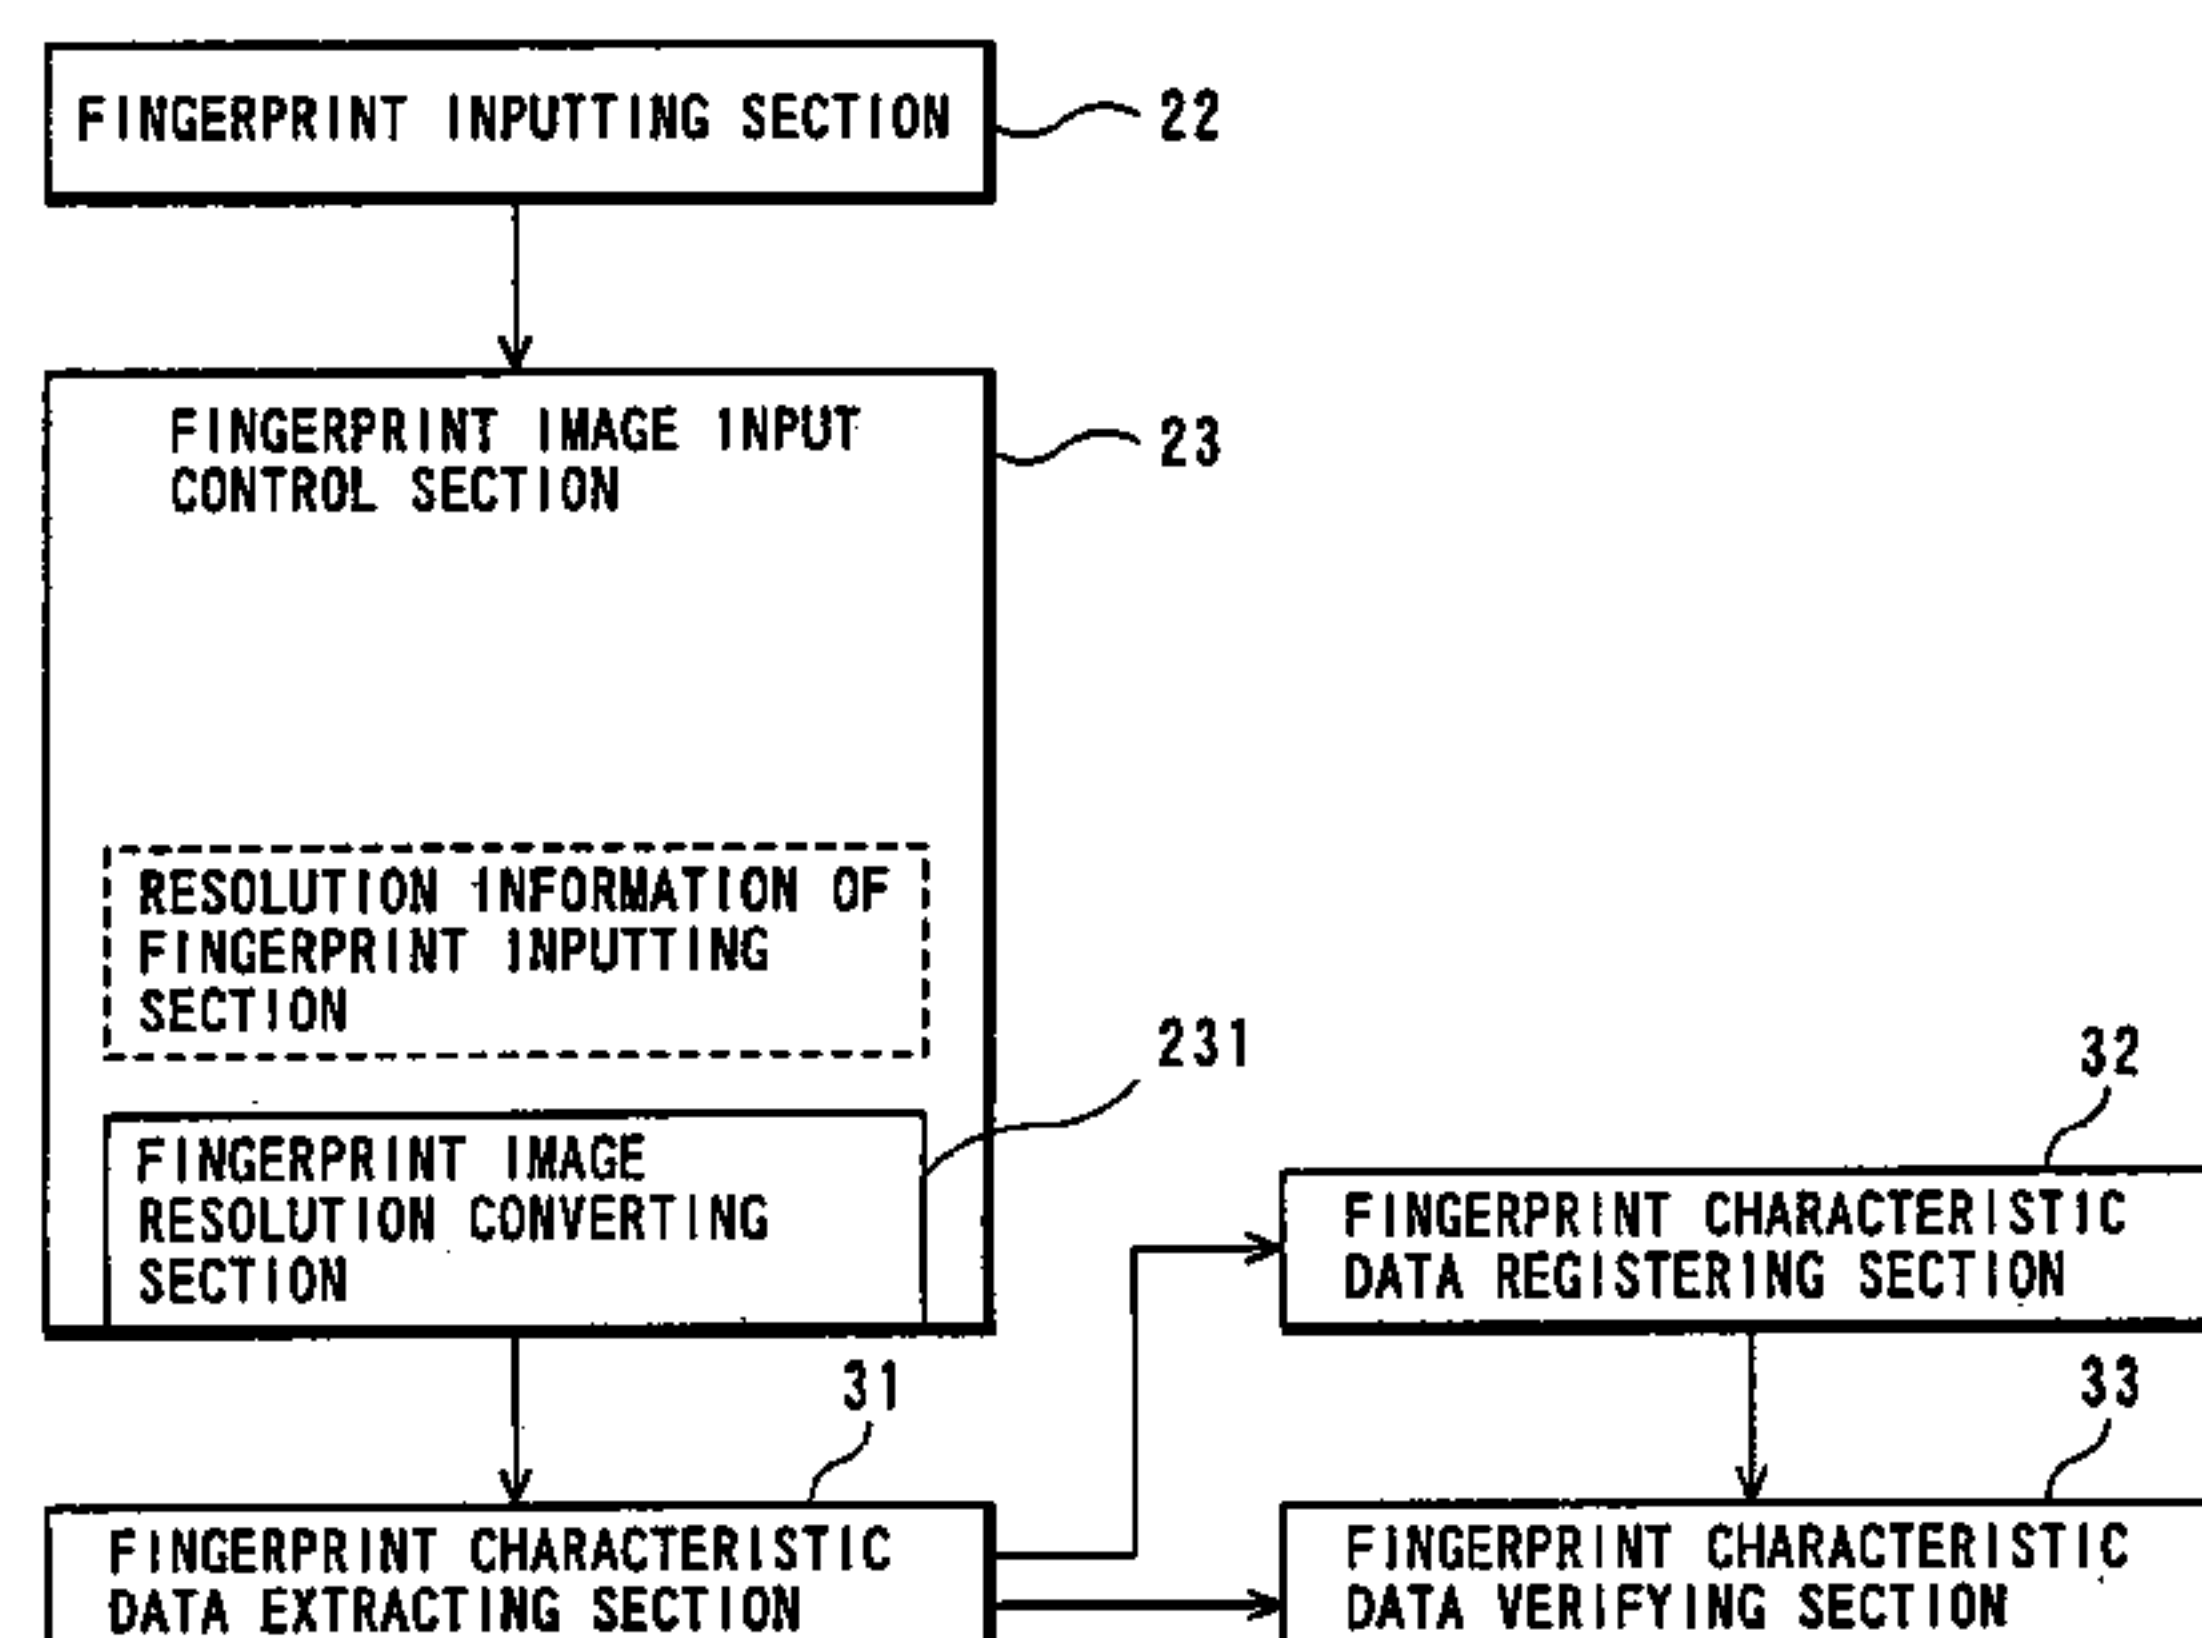 FINGERPRINT INPUTTING SECTION
22
FINGERPRINT IMAGE INPUT
CONTROL SECTION
23
RESOLUTION INFORMATION OF
FINGERPRINT INPUTTING
SECTION
231
FINGERPRINT IMAGE
RESOLUTION CONVERTING
SECTION
32
FINGERPRINT CHARACTERISTIC
DATA REGISTERING SECTION
31
FINGERPRINT CHARACTERISTIC
DATA EXTRACTING SECTION
33
FINGERPRINT CHARACTERISTIC
DATA VERIFYING SECTION